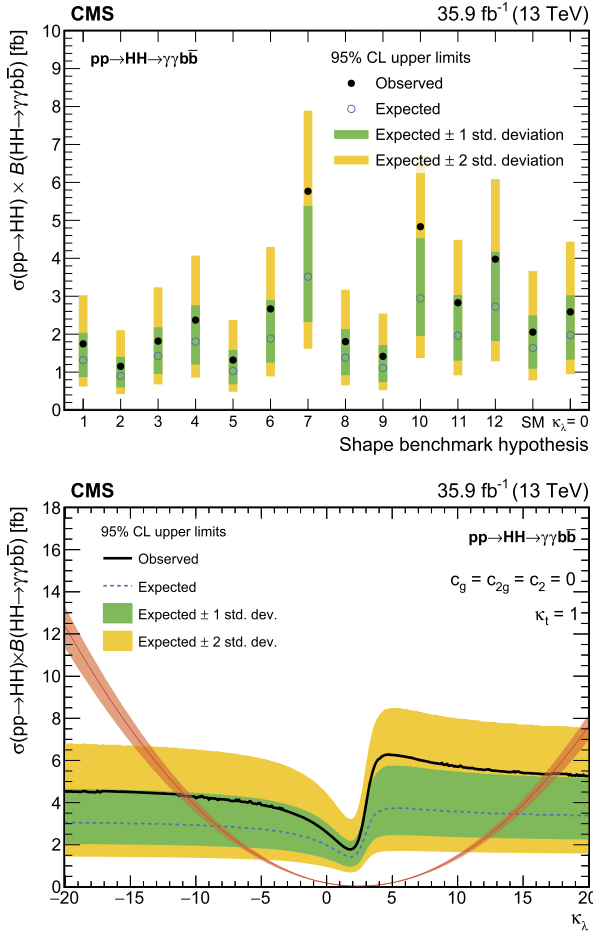 CMS 35.9 fb⁻¹ (13 TeV)
σ(pp→HH) × B(HH→γγbb̅) [fb]
10
9
8
7
6
5
4
3
2
1
0
pp→HH→γγbb̅
95% CL upper limits
Observed
Expected
Expected ± 1 std. deviation
Expected ± 2 std. deviation
1 2 3 4 5 6 7 8 9 10 11 12 SM κλ= 0
Shape benchmark hypothesis
CMS 35.9 fb⁻¹ (13 TeV)
σ(pp→HH)×B(HH→γγbb̅) [fb]
18
16
14
12
10
8
6
4
2
0
95% CL upper limits
Observed
Expected
Expected ± 1 std. dev.
Expected ± 2 std. dev.
pp→HH→γγbb̅
c_g = c_2g = c_2 = 0
κ_t = 1
−20 −15 −10 −5 0 5 10 15 20
κλ